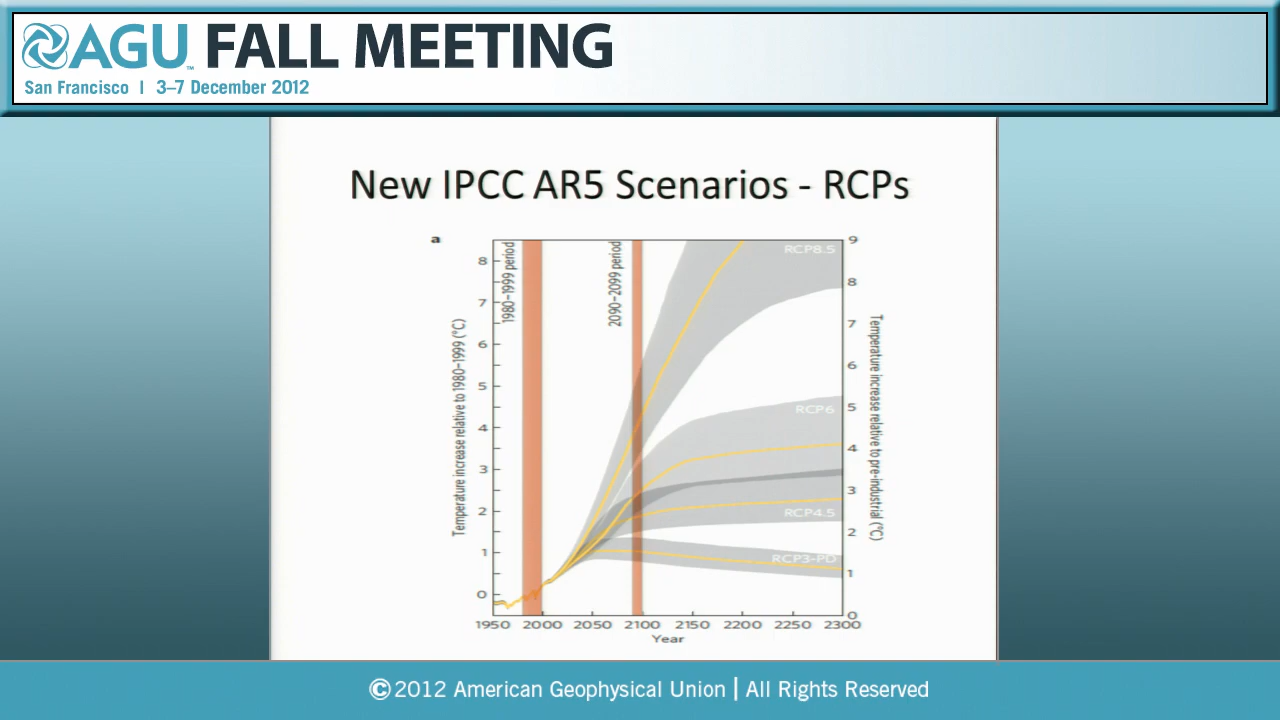 AGU™ FALL MEETING
San Francisco | 3–7 December 2012
New IPCC AR5 Scenarios - RCPs
a
1980–1999 period
2090–2099 period
Temperature increase relative to 1980–1999 (°C)
8
7
6
5
4
3
2
1
0
RCP8.5
RCP6
RCP4.5
RCP3-PD
9
8
7
6
5
4
3
2
1
0
Temperature increase relative to pre-industrial (°C)
1950 2000 2050 2100 2150 2200 2250 2300
Year
©2012 American Geophysical Union | All Rights Reserved